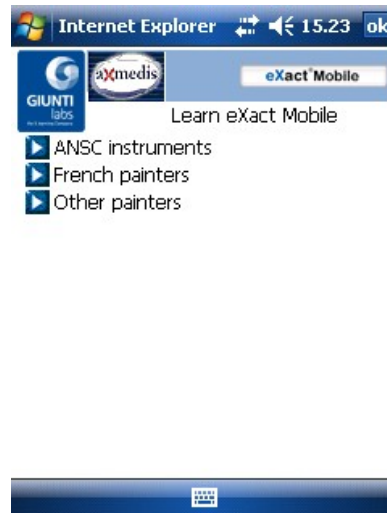 Internet Explorer 15.23 ok
GIUNTI
labs
axmedis
eXact Mobile
Learn eXact Mobile
ANSC instruments
French painters
Other painters